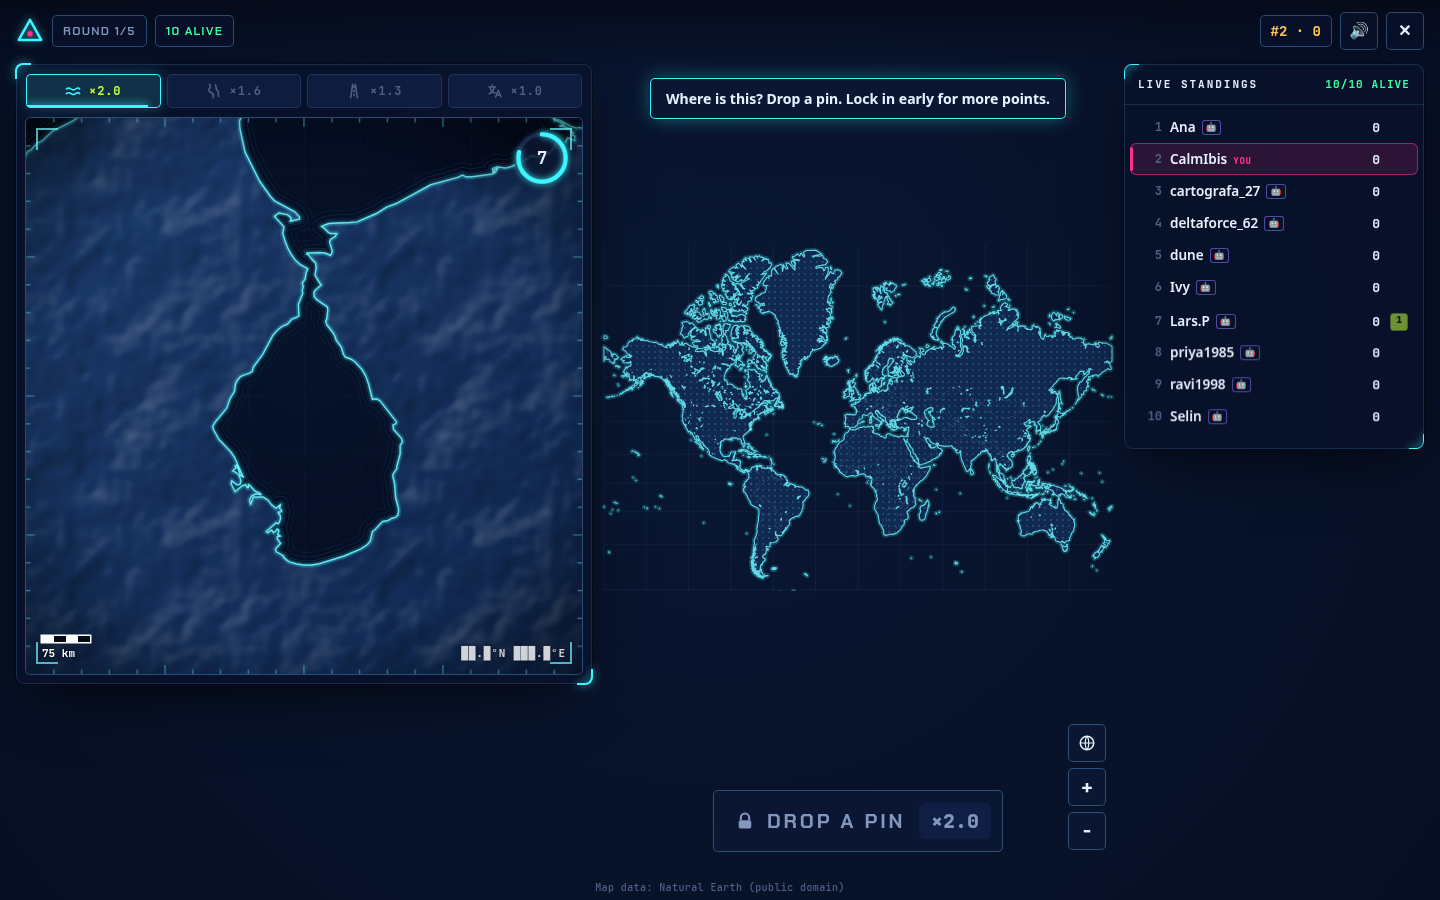 ROUND 1/5
10 ALIVE
#2 · 0
×2.0
×1.6
×1.3
×1.0
7
75 km
°N
°E
Where is this? Drop a pin. Lock in early for more points.
DROP A PIN ×2.0
+
-
LIVE STANDINGS 10/10 ALIVE
1 Ana 0
2 CalmIbis YOU 0
3 cartografa_27 0
4 deltaforce_62 0
5 dune 0
6 Ivy 0
7 Lars.P 0 1
8 priya1985 0
9 ravi1998 0
10 Selin 0
Map data: Natural Earth (public domain)